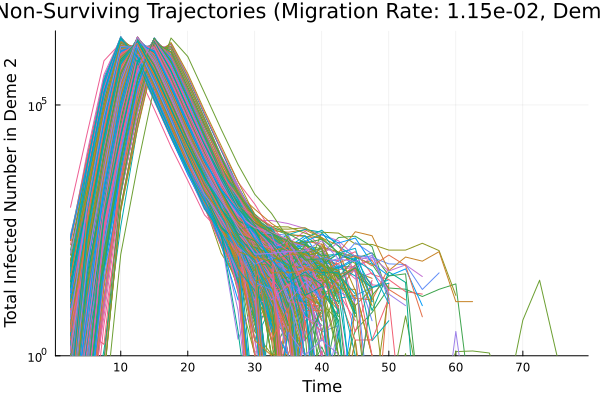 Non-Surviving Trajectories (Migration Rate: 1.15e-02, Dem
Total Infected Number in Deme 2
10^5
10^0
10 20 30 40 50 60 70
Time